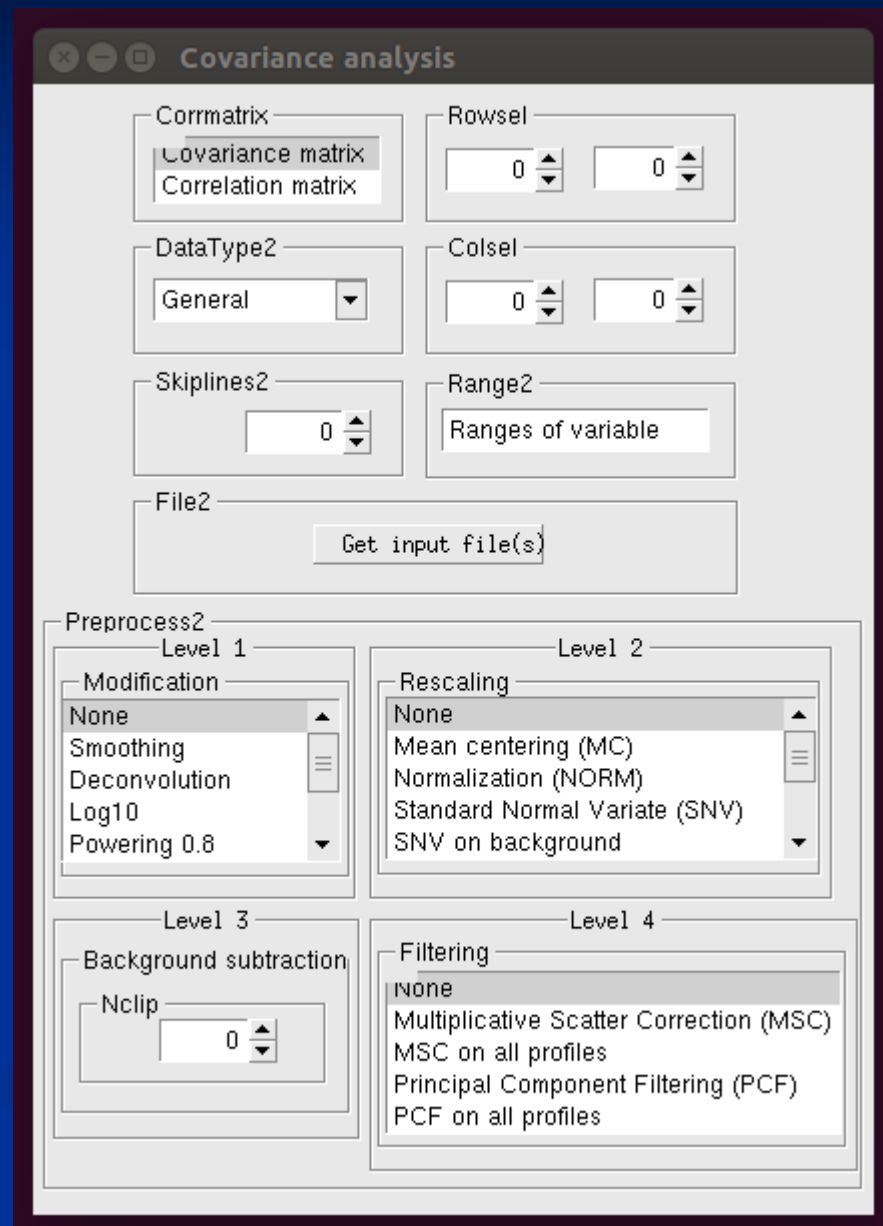 Covariance analysis
Corrmatrix
Covariance matrix
Correlation matrix
Rowsel
0 0
DataType2
General
Colsel
0 0
Skiplines2
0
Range2
Ranges of variable
File2
Get input file(s)
Preprocess2
Level 1
Modification
None
Smoothing
Deconvolution
Log10
Powering 0.8
Level 2
Rescaling
None
Mean centering (MC)
Normalization (NORM)
Standard Normal Variate (SNV)
SNV on background
Level 3
Background subtraction
Nclip
0
Level 4
Filtering
None
Multiplicative Scatter Correction (MSC)
MSC on all profiles
Principal Component Filtering (PCF)
PCF on all profiles